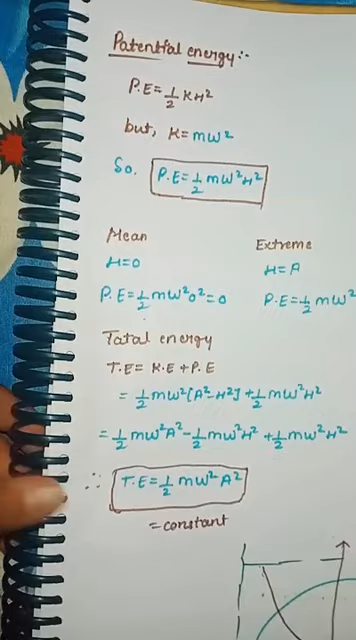 Potential energy:-
P.E=1/2 KH²
but, K=mω²
So. P.E=1/2 mω²H²
Mean
H=0
P.E=1/2 mω²0²=0
Extreme
H=A
P.E=1/2 mω²
Total energy
T.E= K.E+P.E
=1/2 mω²[A²-H²]+1/2 mω²H²
=1/2 mω²A²-1/2 mω²H²+1/2 mω²H²
∴ T.E=1/2 mω²A²
=constant